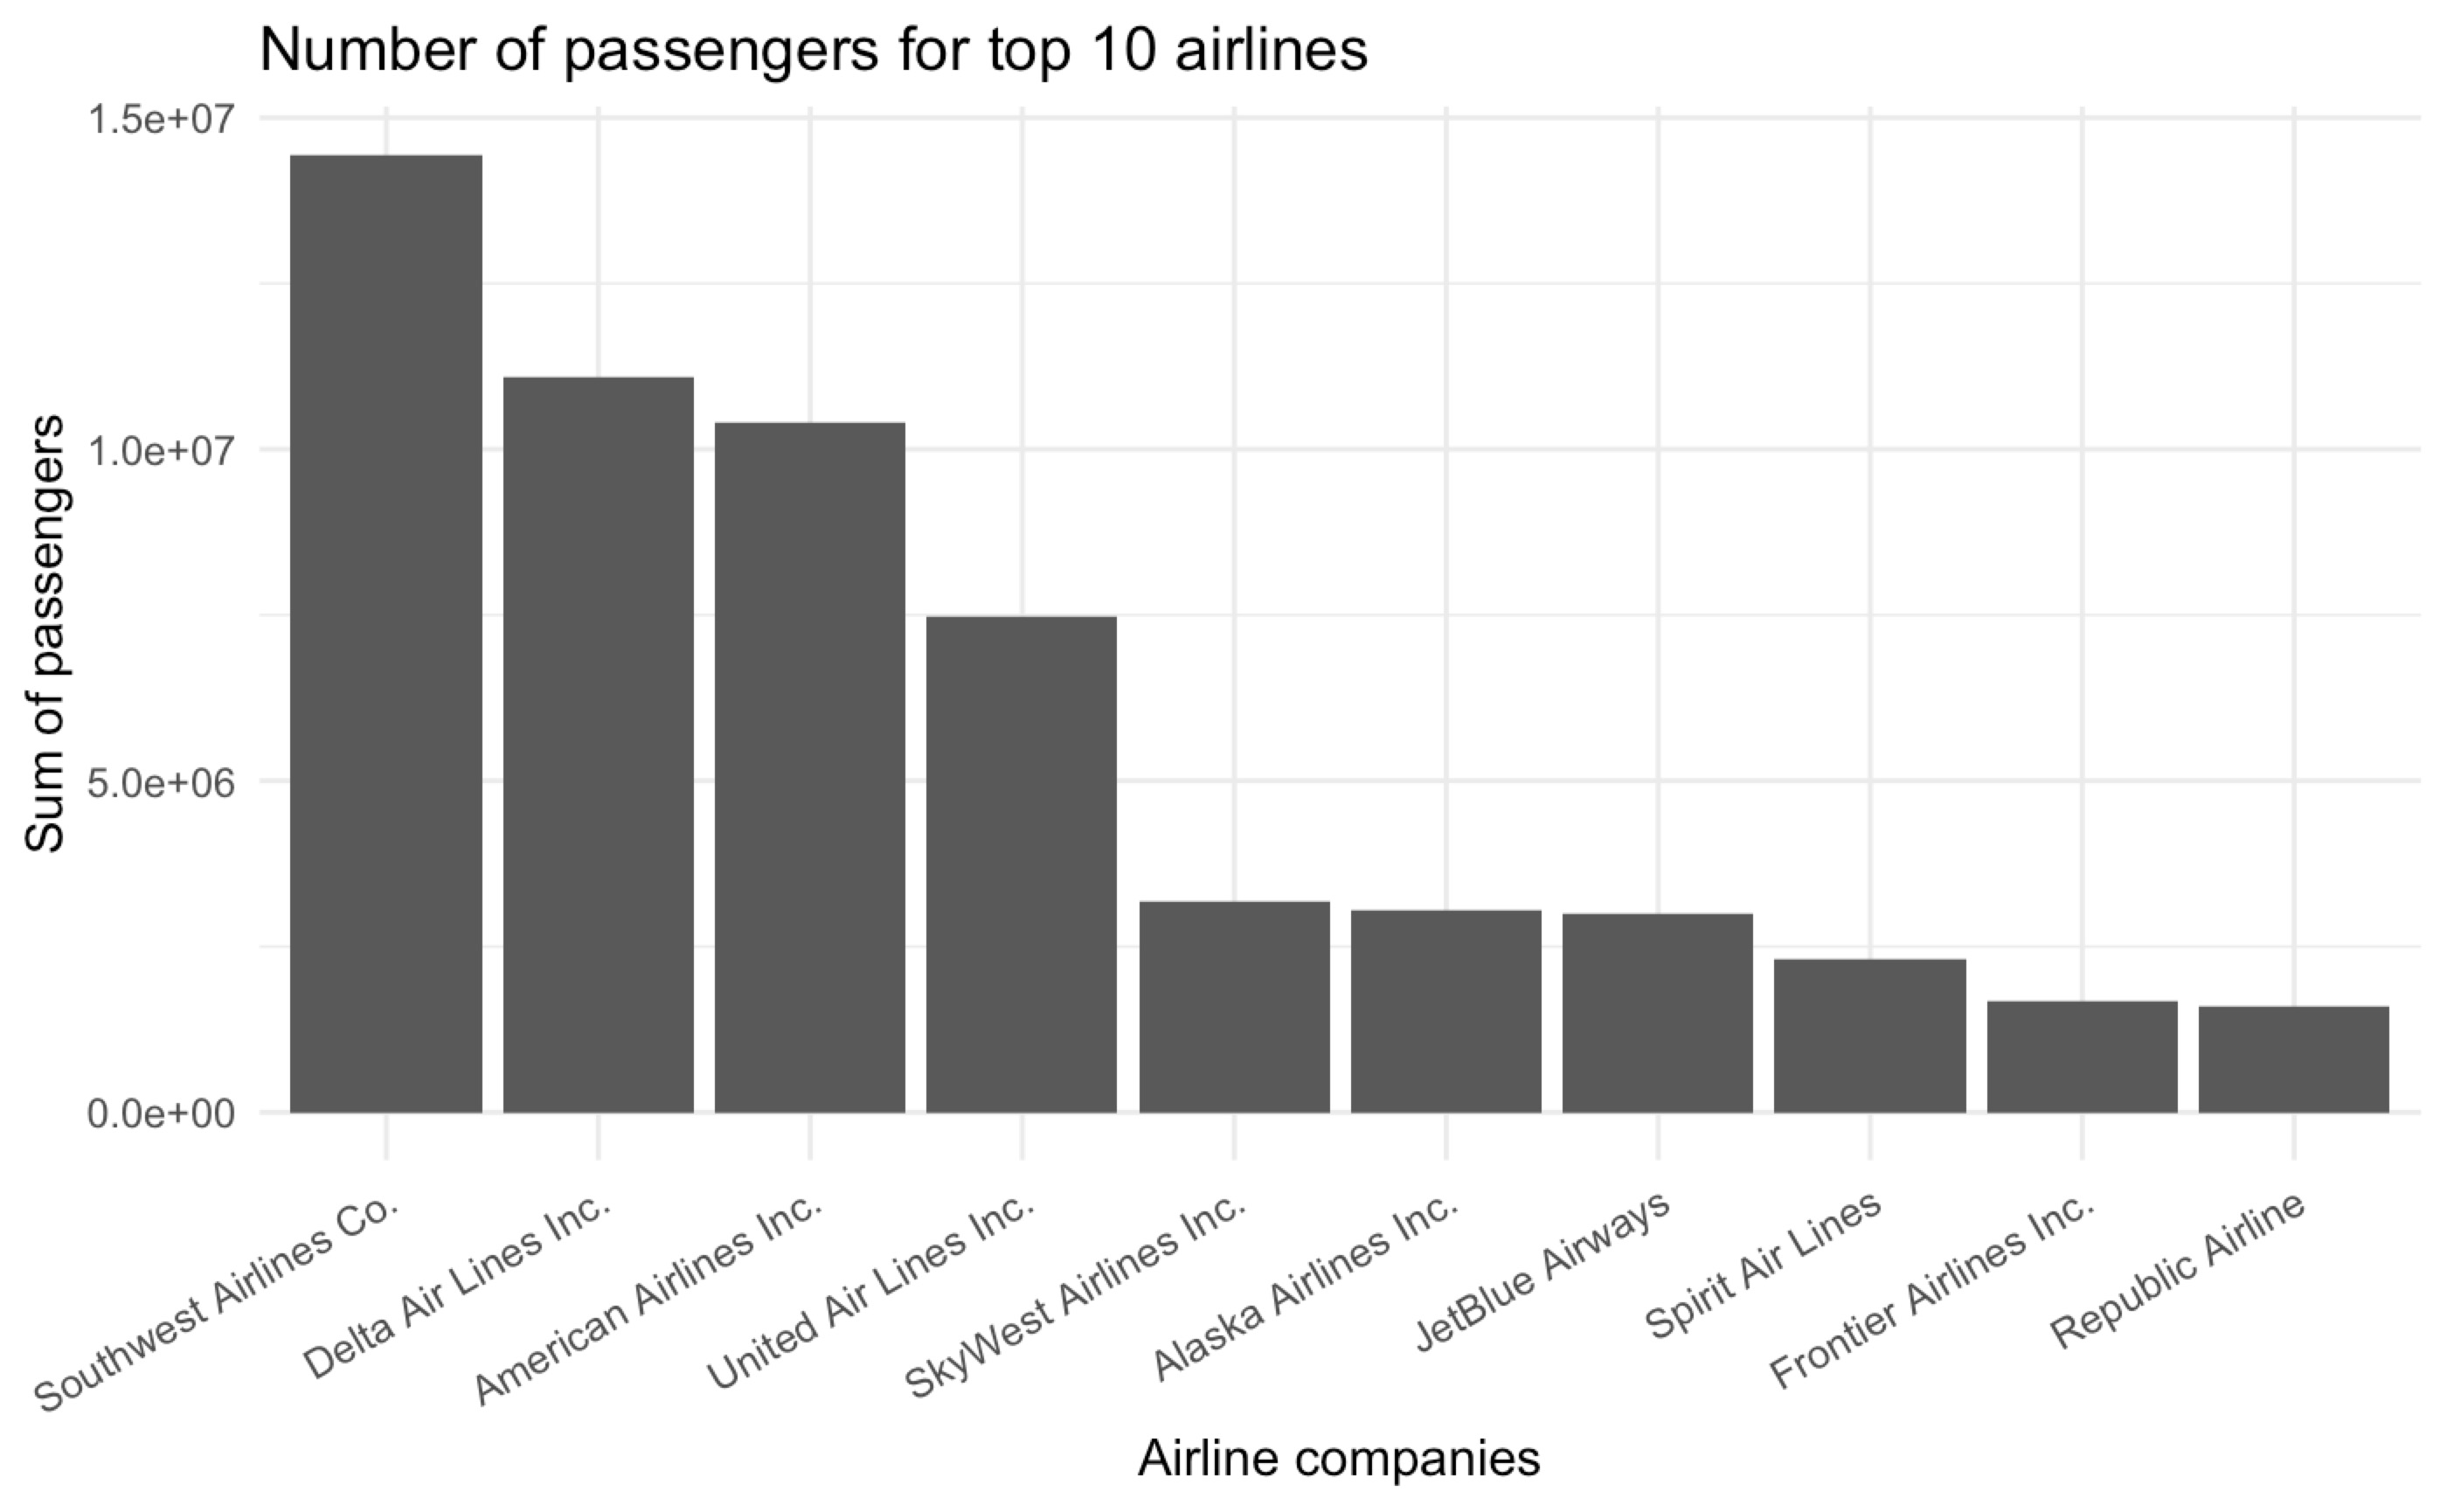 Number of passengers for top 10 airlines
1.5e+07
1.0e+07
5.0e+06
0.0e+00
Sum of passengers
Southwest Airlines Co.
Delta Air Lines Inc.
American Airlines Inc.
United Air Lines Inc.
SkyWest Airlines Inc.
Alaska Airlines Inc.
JetBlue Airways
Spirit Air Lines
Frontier Airlines Inc.
Republic Airline
Airline companies